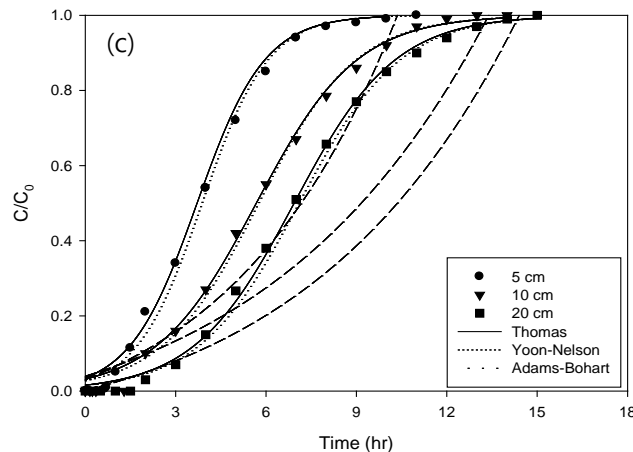 (c)
1.0
0.8
0.6
0.4
0.2
0.0
C/C0
0 3 6 9 12 15 18
Time (hr)
5 cm
10 cm
20 cm
Thomas
Yoon-Nelson
Adams-Bohart